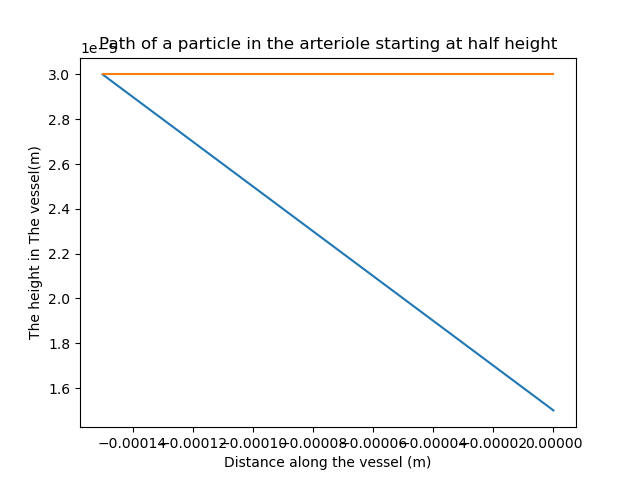 Path of a particle in the arteriole starting at half height
1e−5
3.0
2.8
2.6
2.4
2.2
2.0
1.8
1.6
The height in The vessel(m)
−0.00014 −0.00012 −0.00010 −0.00008 −0.00006 −0.00004 −0.00002 0.00000
Distance along the vessel (m)